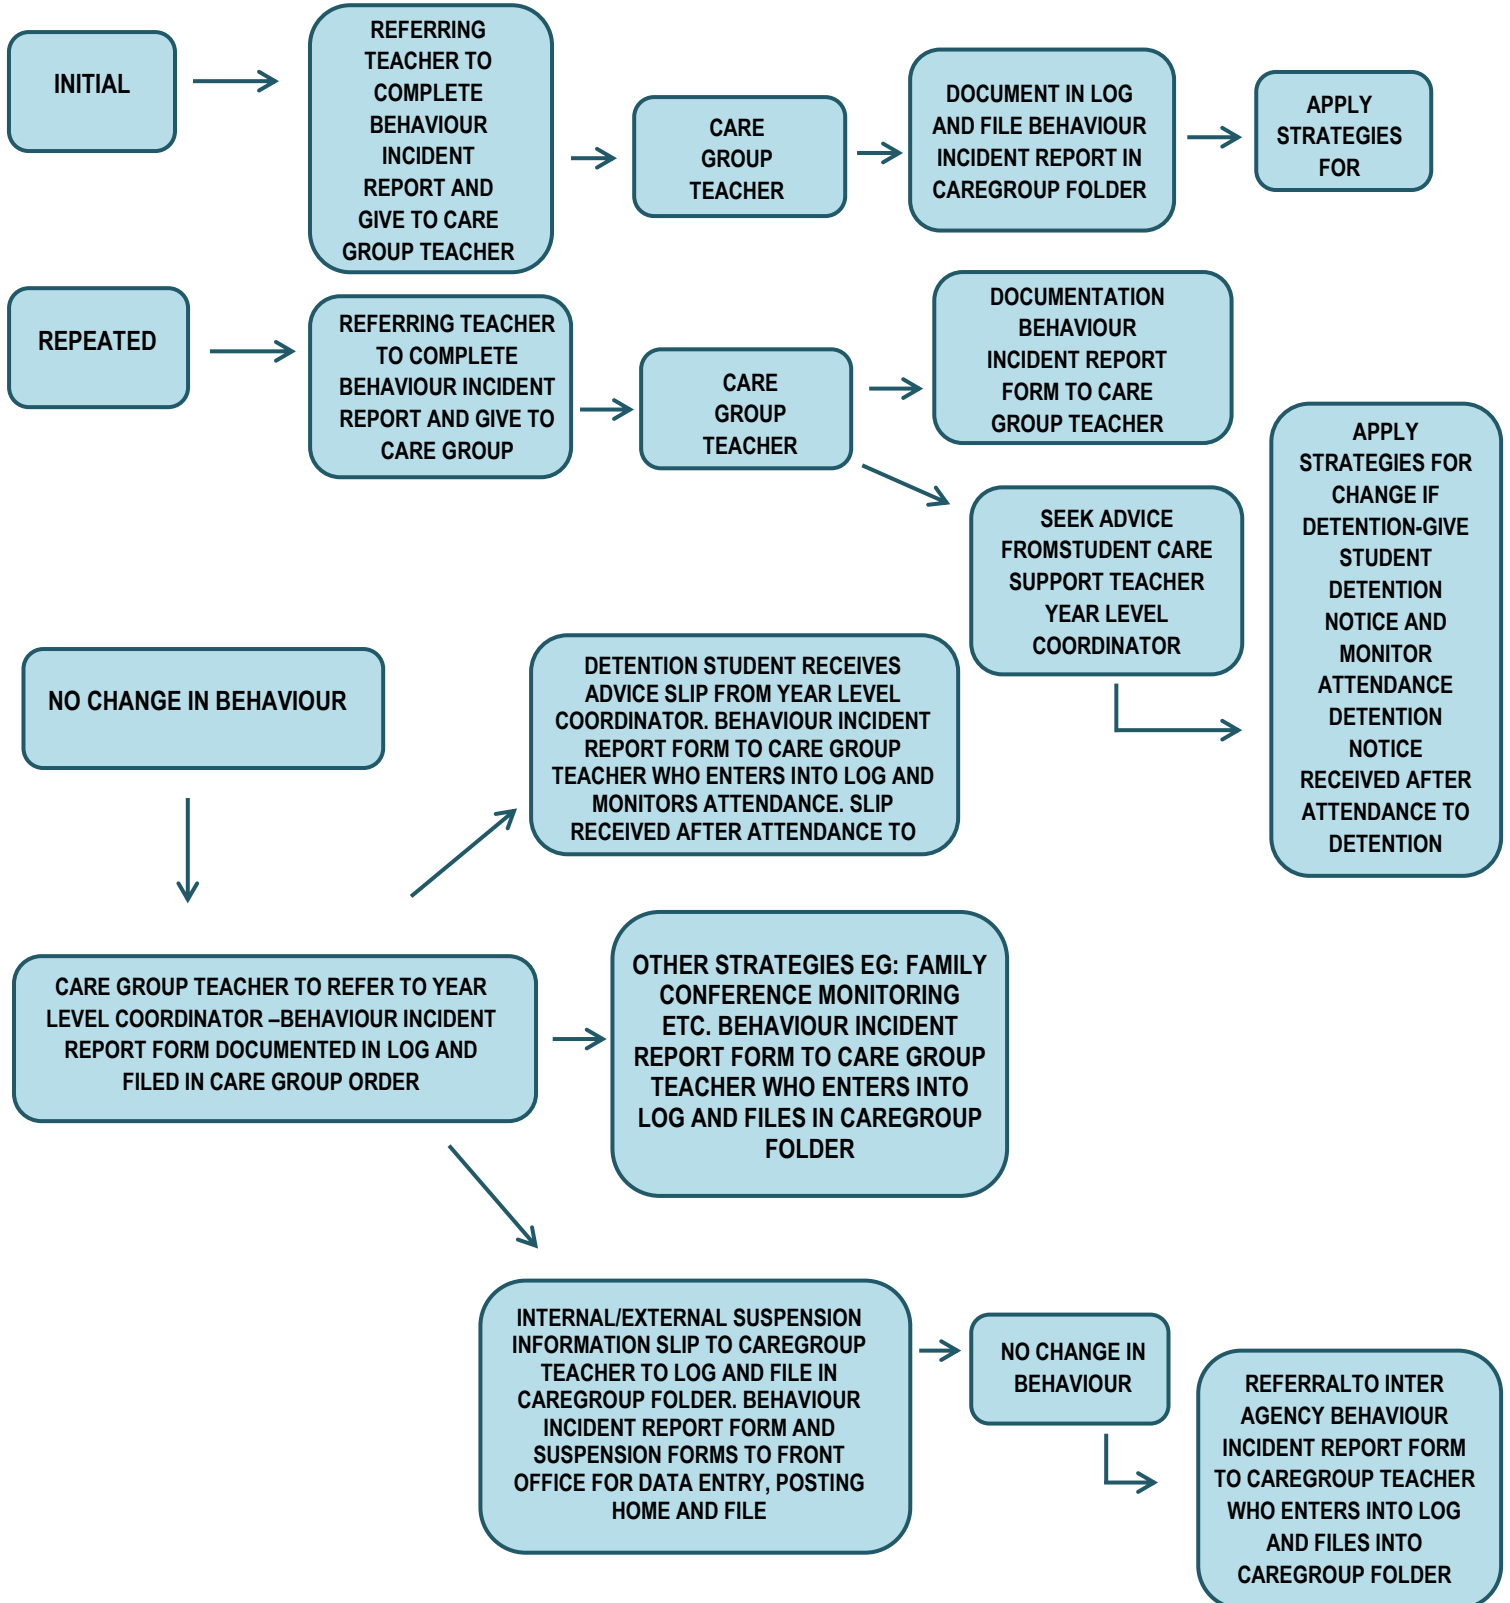 INITIAL
REFERRING
TEACHER TO
COMPLETE
BEHAVIOUR
INCIDENT
REPORT AND
GIVE TO CARE
GROUP TEACHER
CARE
GROUP
TEACHER
DOCUMENT IN LOG
AND FILE BEHAVIOUR
INCIDENT REPORT IN
CAREGROUP FOLDER
APPLY
STRATEGIES
FOR
REPEATED
REFERRING TEACHER
TO COMPLETE
BEHAVIOUR INCIDENT
REPORT AND GIVE TO
CARE GROUP
CARE
GROUP
TEACHER
DOCUMENTATION
BEHAVIOUR
INCIDENT REPORT
FORM TO CARE
GROUP TEACHER
SEEK ADVICE
FROMSTUDENT CARE
SUPPORT TEACHER
YEAR LEVEL
COORDINATOR
APPLY
STRATEGIES FOR
CHANGE IF
DETENTION-GIVE
STUDENT
DETENTION
NOTICE AND
MONITOR
ATTENDANCE
DETENTION
NOTICE
RECEIVED AFTER
ATTENDANCE TO
DETENTION
NO CHANGE IN BEHAVIOUR
DETENTION STUDENT RECEIVES
ADVICE SLIP FROM YEAR LEVEL
COORDINATOR. BEHAVIOUR INCIDENT
REPORT FORM TO CARE GROUP
TEACHER WHO ENTERS INTO LOG AND
MONITORS ATTENDANCE. SLIP
RECEIVED AFTER ATTENDANCE TO
CARE GROUP TEACHER TO REFER TO YEAR
LEVEL COORDINATOR –BEHAVIOUR INCIDENT
REPORT FORM DOCUMENTED IN LOG AND
FILED IN CARE GROUP ORDER
OTHER STRATEGIES EG: FAMILY
CONFERENCE MONITORING
ETC. BEHAVIOUR INCIDENT
REPORT FORM TO CARE GROUP
TEACHER WHO ENTERS INTO
LOG AND FILES IN CAREGROUP
FOLDER
INTERNAL/EXTERNAL SUSPENSION
INFORMATION SLIP TO CAREGROUP
TEACHER TO LOG AND FILE IN
CAREGROUP FOLDER. BEHAVIOUR
INCIDENT REPORT FORM AND
SUSPENSION FORMS TO FRONT
OFFICE FOR DATA ENTRY, POSTING
HOME AND FILE
NO CHANGE IN
BEHAVIOUR
REFERRALTO INTER
AGENCY BEHAVIOUR
INCIDENT REPORT FORM
TO CAREGROUP TEACHER
WHO ENTERS INTO LOG
AND FILES INTO
CAREGROUP FOLDER